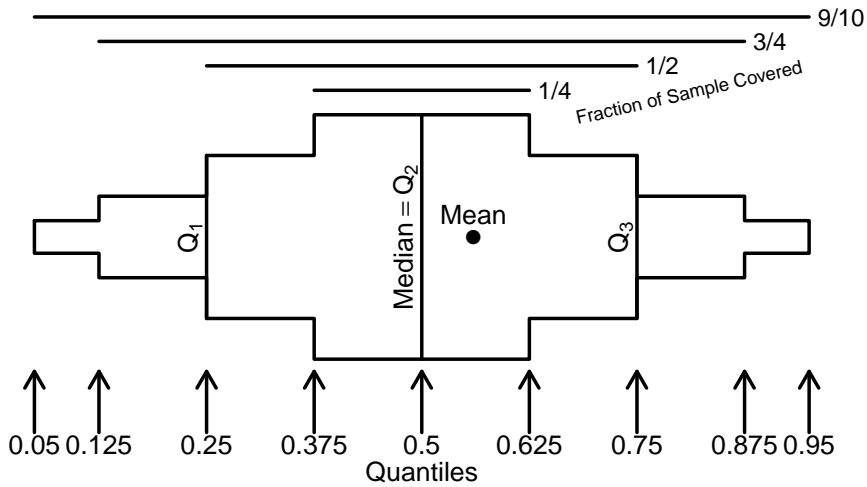 9/10
3/4
1/2
1/4
Fraction of Sample Covered
Q1
Median = Q2
Mean
Q3
0.05 0.125 0.25 0.375 0.5 0.625 0.75 0.875 0.95
Quantiles